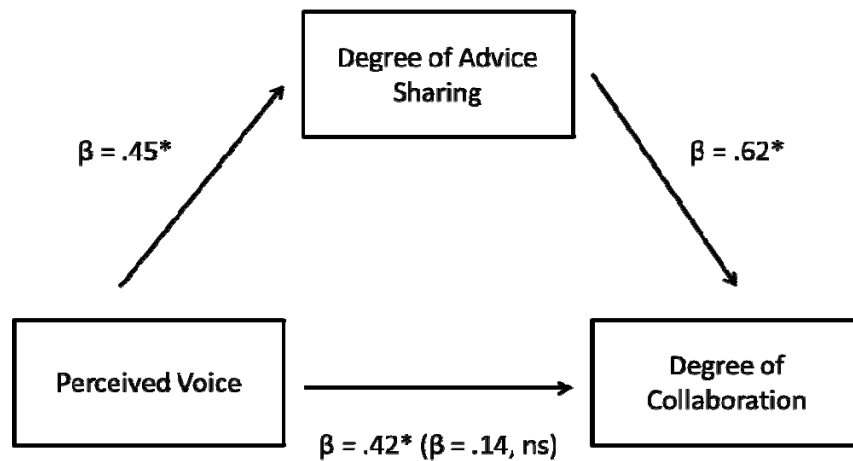 Degree of Advice
Sharing
β = .45*
β = .62*
Perceived Voice
Degree of
Collaboration
β = .42* (β = .14, ns)